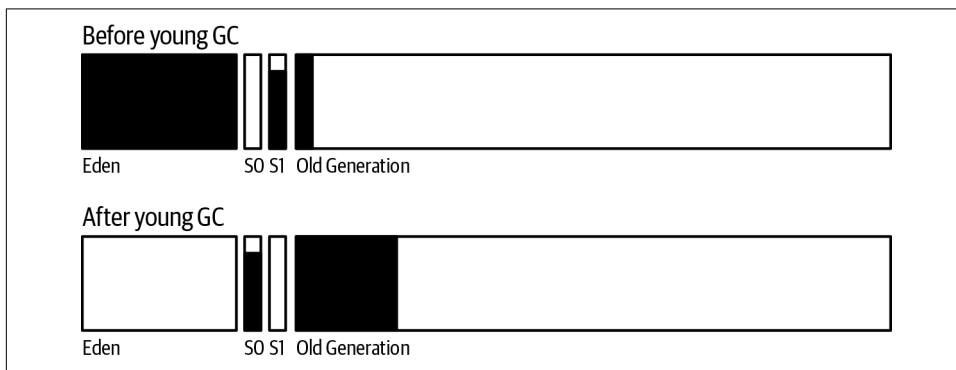 Before young GC
Eden S0 S1 Old Generation
After young GC
Eden S0 S1 Old Generation